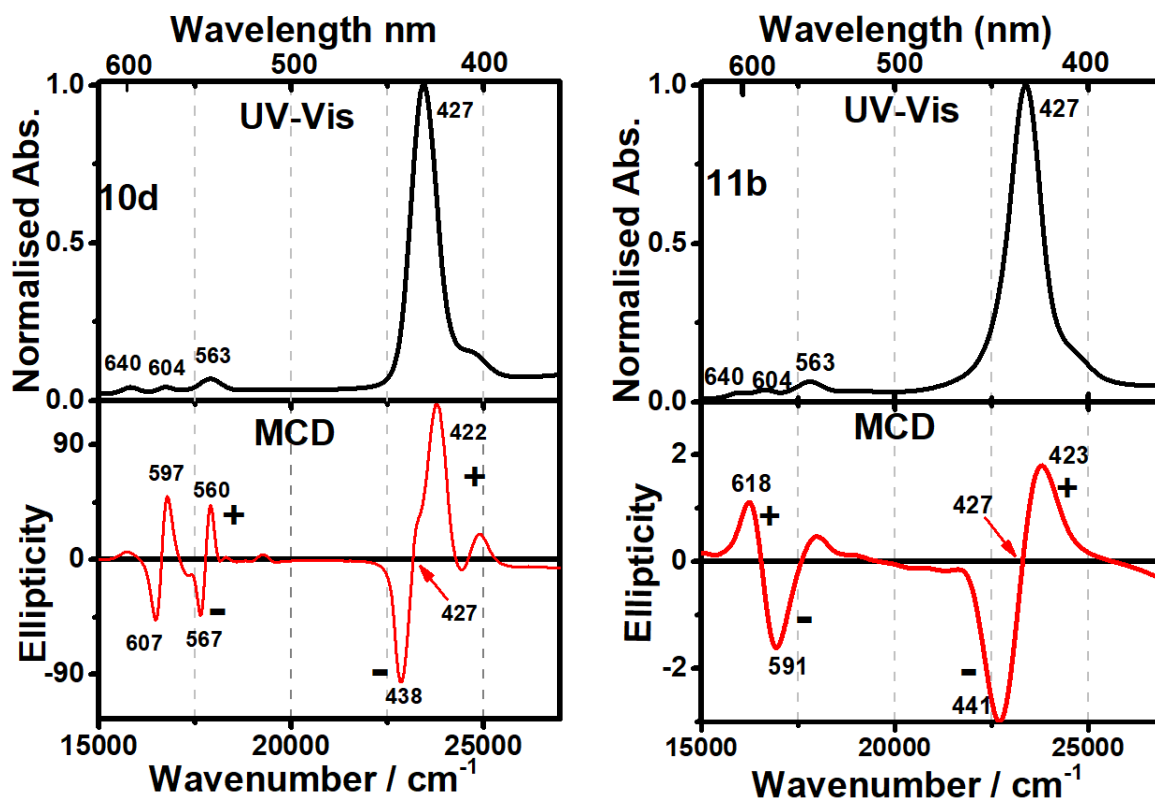 Wavelength nm
600 500 400
1.0
UV-Vis
427
10d
0.5
Normalised Abs.
640 604 563
0.0
MCD
90
597
560
422
+
+
0
Ellipticity
607
567
-
427
-90
-
438
15000 20000 25000
Wavenumber / cm⁻¹
Wavelength (nm)
600 500 400
1.0
427
UV-Vis
11b
0.5
Normalised Abs.
640 604 563
0.0
MCD
2
618
+
427
423
+
0
Ellipticity
-
-2
591
-
441
15000 20000 25000
Wavenumber / cm⁻¹